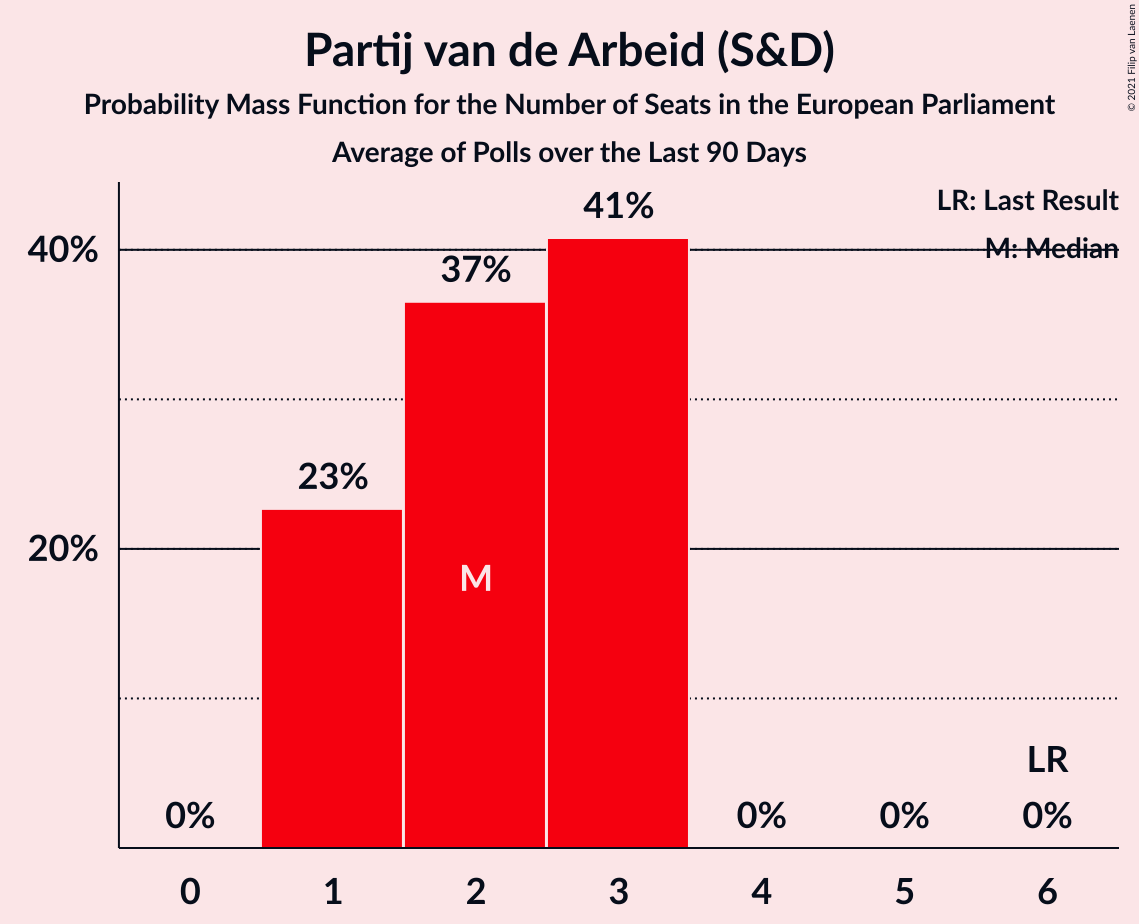 Partij van de Arbeid (S&D)
Probability Mass Function for the Number of Seats in the European Parliament
Average of Polls over the Last 90 Days
© 2021 Filip van Laenen
LR: Last Result
M: Median
41%
40%
37%
23%
20%
M
LR
0%
0%
0%
0%
0
1
2
3
4
5
6